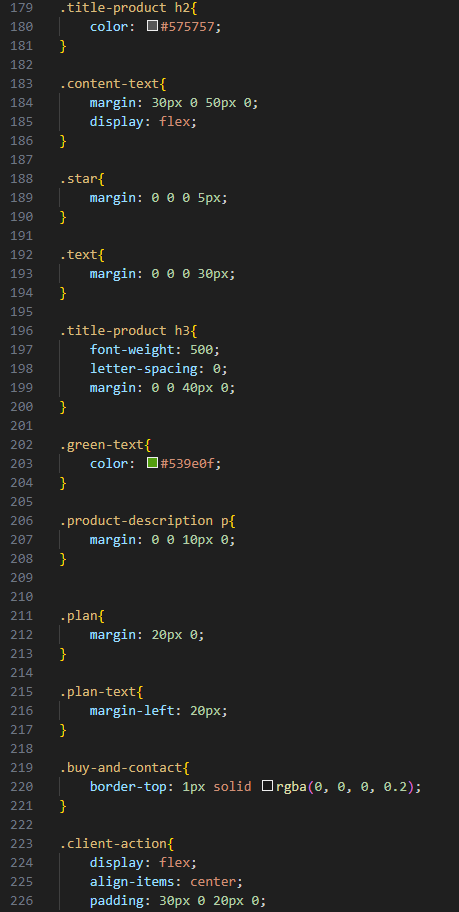 179 .title-product h2{
180 color: #575757;
181 }
182
183 .content-text{
184 margin: 30px 0 50px 0;
185 display: flex;
186 }
187
188 .star{
189 margin: 0 0 0 5px;
190 }
191
192 .text{
193 margin: 0 0 0 30px;
194 }
195
196 .title-product h3{
197 font-weight: 500;
198 letter-spacing: 0;
199 margin: 0 0 40px 0;
200 }
201
202 .green-text{
203 color: #539e0f;
204 }
205
206 .product-description p{
207 margin: 0 0 10px 0;
208 }
209
210
211 .plan{
212 margin: 20px 0;
213 }
214
215 .plan-text{
216 margin-left: 20px;
217 }
218
219 .buy-and-contact{
220 border-top: 1px solid rgba(0, 0, 0, 0.2);
221 }
222
223 .client-action{
224 display: flex;
225 align-items: center;
226 padding: 30px 0 20px 0;